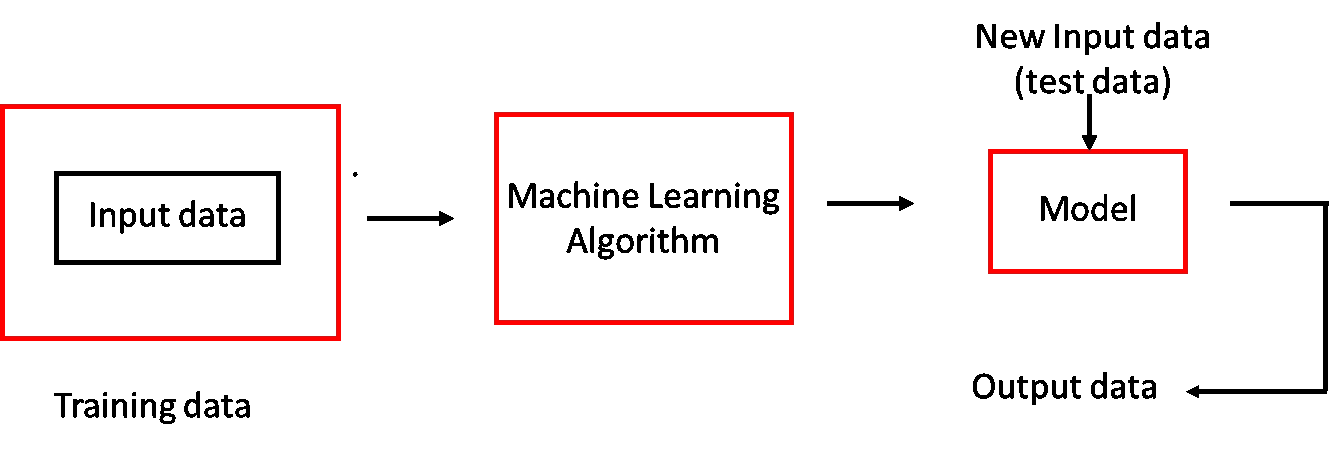 New Input data
(test data)
Input data
Machine Learning
Algorithm
Model
Output data
Training data